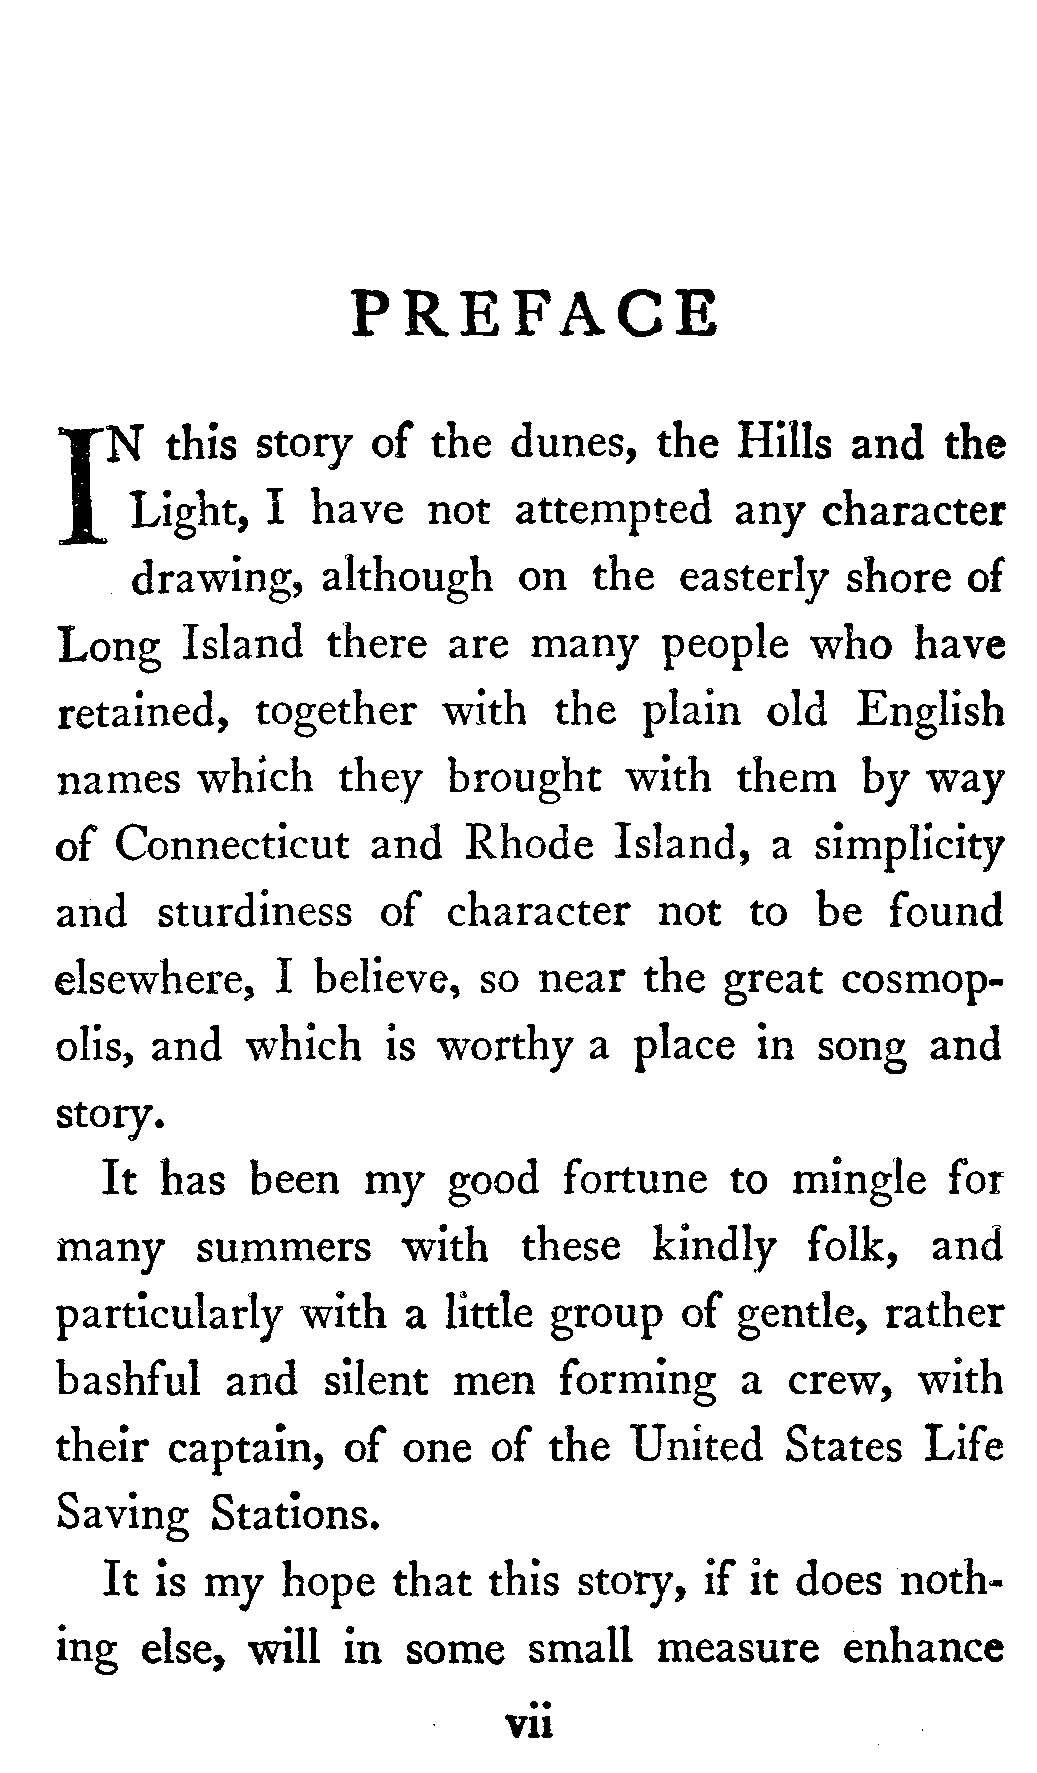 PREFACE
IN this story of the dunes, the Hills and the
Light, I have not attempted any character
drawing, although on the easterly shore of
Long Island there are many people who have
retained, together with the plain old English
names which they brought with them by way
of Connecticut and Rhode Island, a simplicity
and sturdiness of character not to be found
elsewhere, I believe, so near the great cosmop-
olis, and which is worthy a place in song and
story.
It has been my good fortune to mingle for
many summers with these kindly folk, and
particularly with a little group of gentle, rather
bashful and silent men forming a crew, with
their captain, of one of the United States Life
Saving Stations.
It is my hope that this story, if it does noth-
ing else, will in some small measure enhance
vii